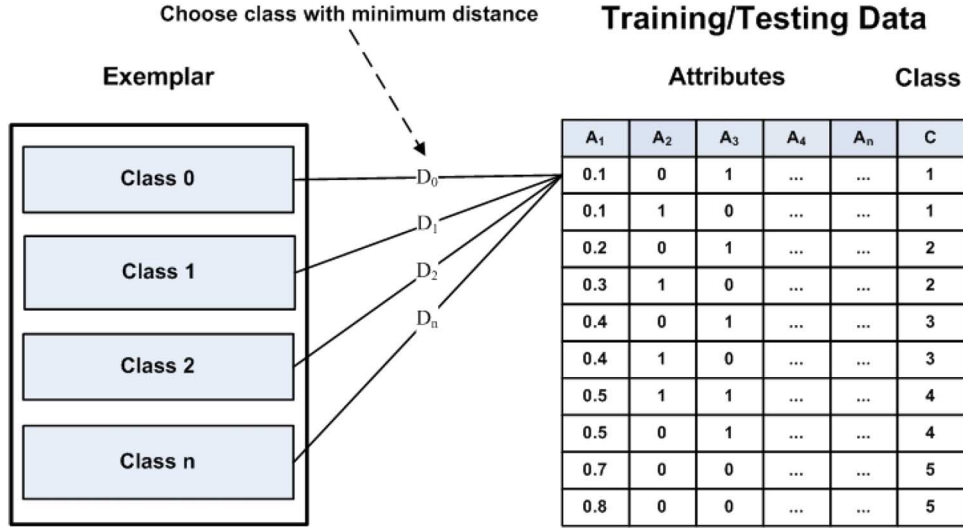 Choose class with minimum distance
Training/Testing Data
Exemplar
Attributes
Class
Class 0
Class 1
Class 2
Class n
D₀
D₁
D₂
Dₙ
A₁ A₂ A₃ A₄ Aₙ C
0.1 0 1 ... ... 1
0.1 1 0 ... ... 1
0.2 0 1 ... ... 2
0.3 1 0 ... ... 2
0.4 0 1 ... ... 3
0.4 1 0 ... ... 3
0.5 1 1 ... ... 4
0.5 0 1 ... ... 4
0.7 0 0 ... ... 5
0.8 0 0 ... ... 5